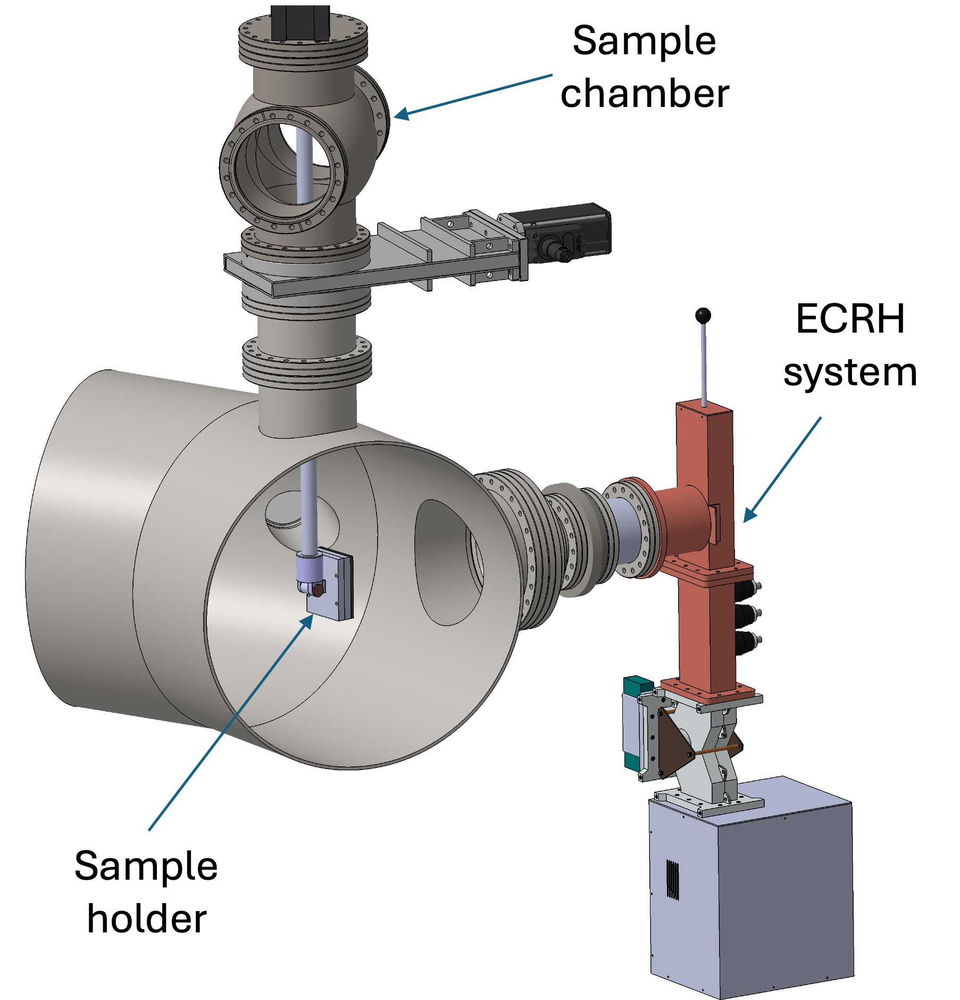 Sample
chamber
ECRH
system
Sample
holder